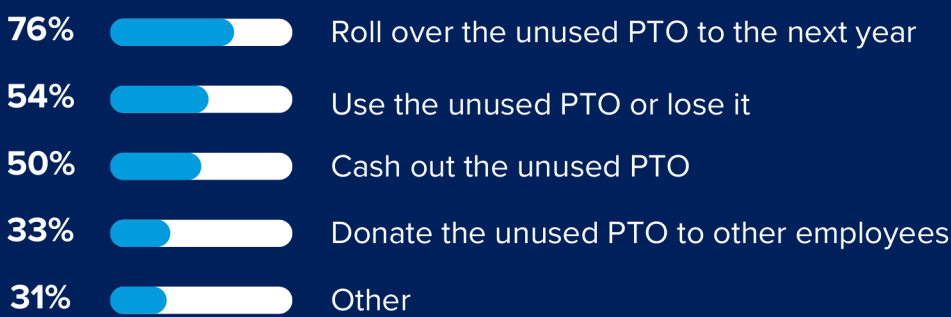 76% Roll over the unused PTO to the next year
54% Use the unused PTO or lose it
50% Cash out the unused PTO
33% Donate the unused PTO to other employees
31% Other